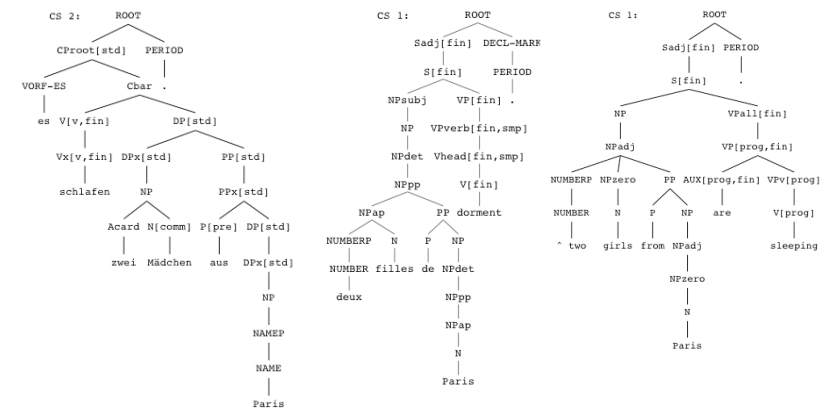 CS 2: ROOT
CProot[std] PERIOD
VORF-ES Cbar .
es V[v,fin] DP[std]
Vx[v,fin] DPx[std] PP[std]
schlafen NP PPx[std]
Acard N[comm] P[pre] DP[std]
zwei Mädchen aus DPx[std]
NP
NAMEP
NAME
Paris
CS 1: ROOT
Sadj[fin] DECL-MARK
S[fin] PERIOD
NPsubj VP[fin] .
NP VPverb[fin,smp]
NPdet Vhead[fin,smp]
NPpp V[fin]
NPap PP dorment
NUMBERP N P NP
NUMBER filles de NPdet
deux NPpp
NPap
N
Paris
CS 1: ROOT
Sadj[fin] PERIOD
S[fin] .
NP VPall[fin]
NPadj VP[prog,fin]
NUMBERP NPzero PP AUX[prog,fin] VPv[prog]
NUMBER N P NP are V[prog]
^ two girls from NPadj sleeping
NPzero
N
Paris